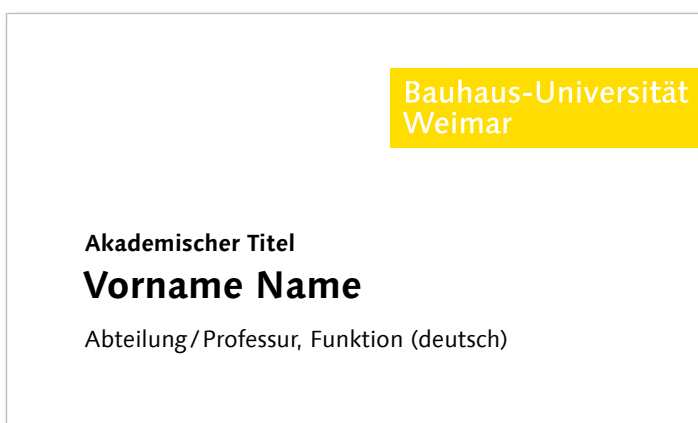 Bauhaus-Universität
Weimar
Akademischer Titel
Vorname Name
Abteilung/Professur, Funktion (deutsch)